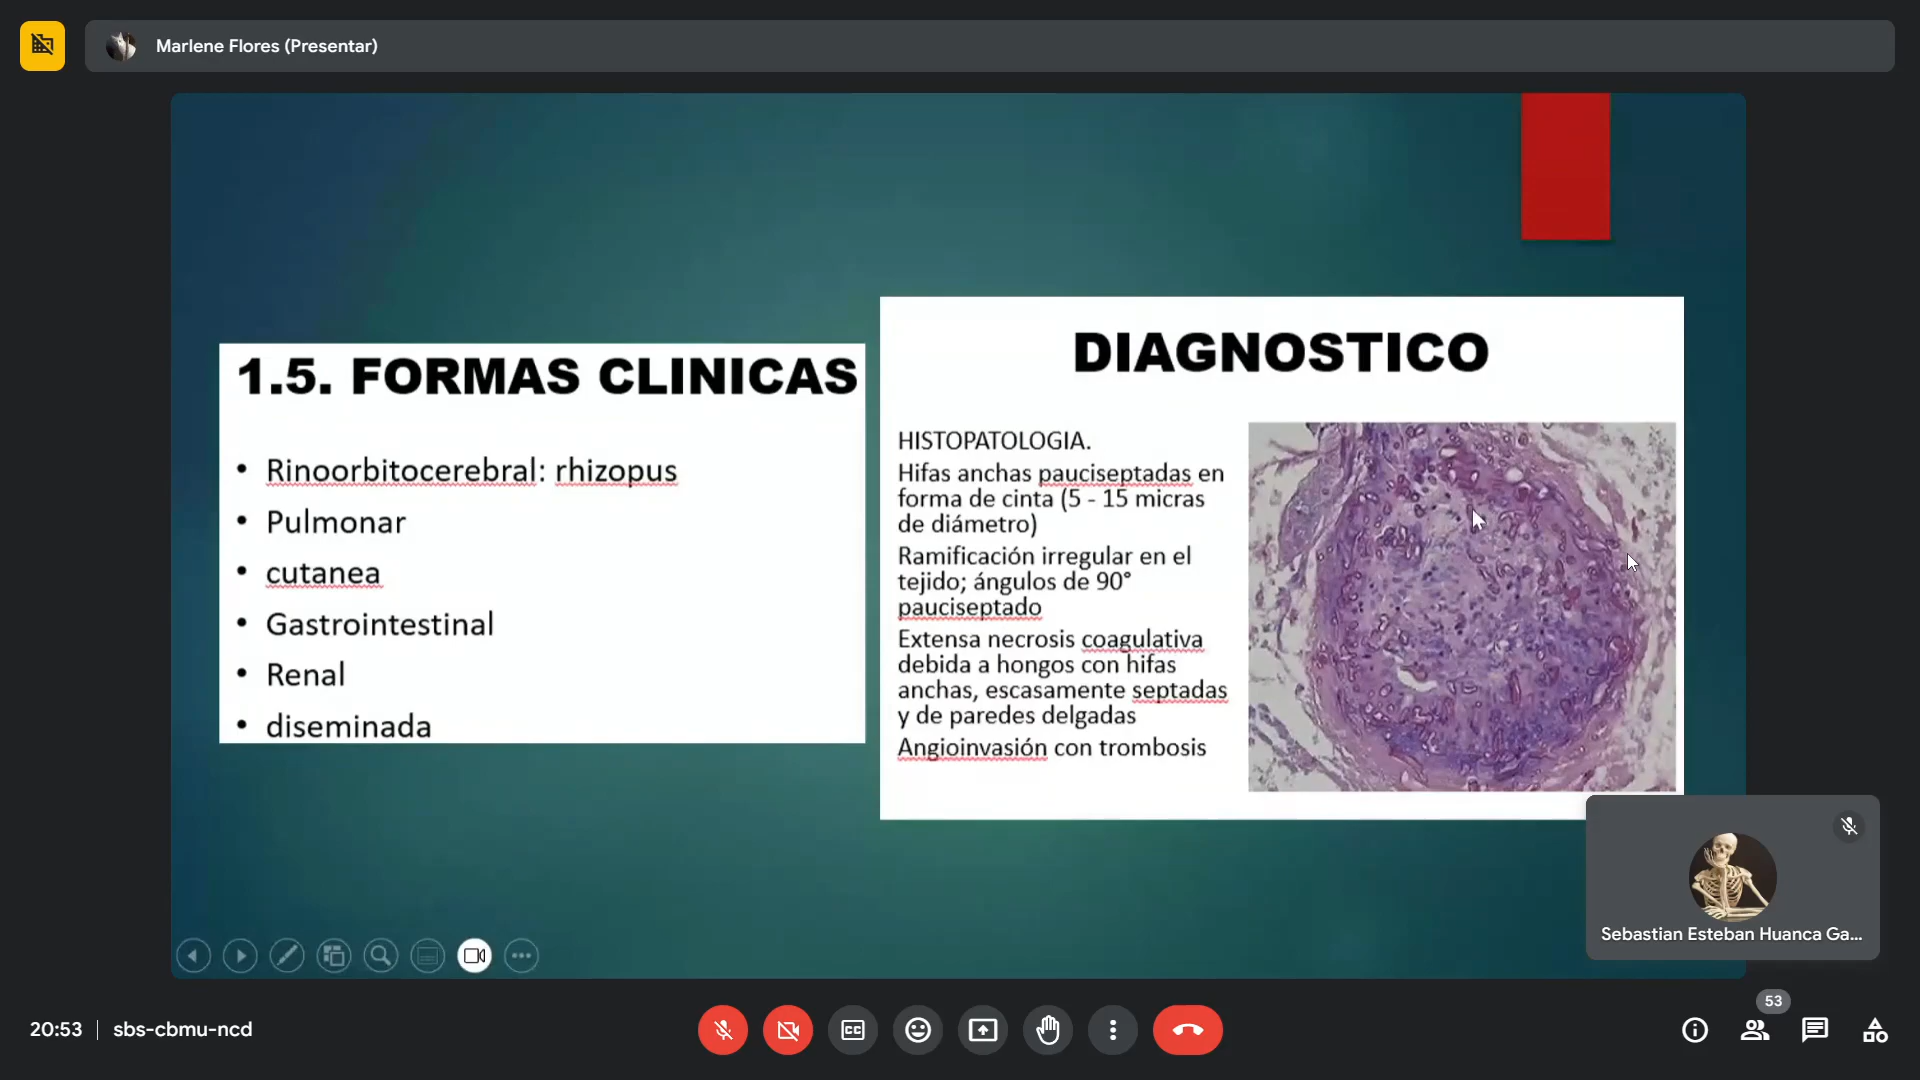 Marlene Flores (Presentar)
1.5. FORMAS CLINICAS
• Rinoorbitocerebral: rhizopus
• Pulmonar
• cutanea
• Gastrointestinal
• Renal
• diseminada
DIAGNOSTICO
HISTOPATOLOGIA.
Hifas anchas pauciseptadas en
forma de cinta (5 - 15 micras
de diámetro)
Ramificación irregular en el
tejido; ángulos de 90°
pauciseptado
Extensa necrosis coagulativa
debida a hongos con hifas
anchas, escasamente septadas
y de paredes delgadas
Angioinvasión con trombosis
Sebastian Esteban Huanca Ga...
53
20:53 | sbs-cbmu-ncd
CC